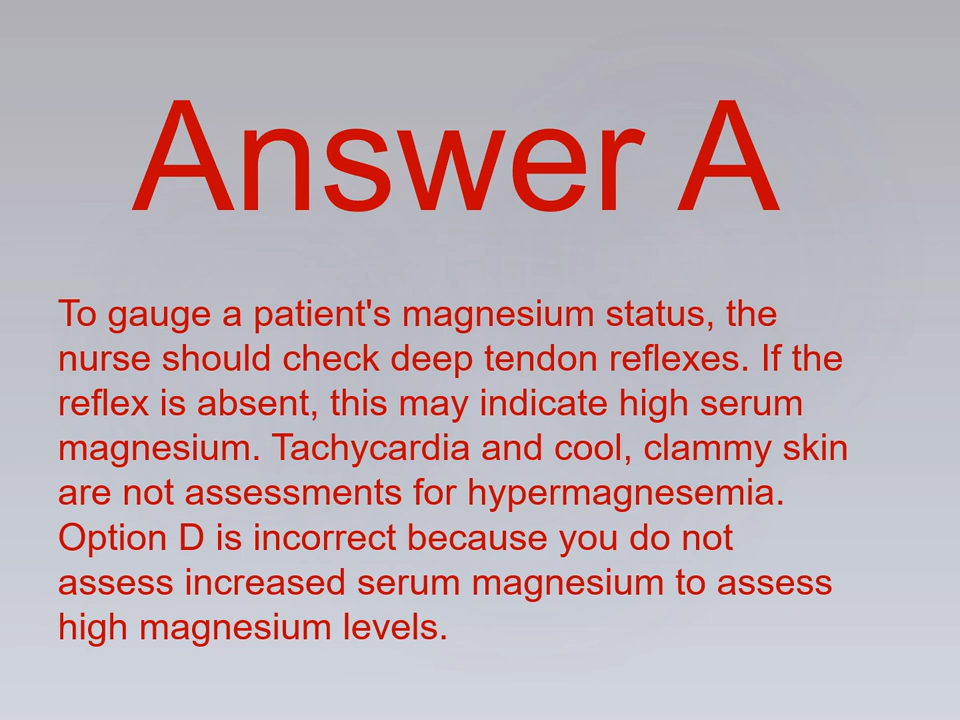 Answer A
To gauge a patient's magnesium status, the
nurse should check deep tendon reflexes. If the
reflex is absent, this may indicate high serum
magnesium. Tachycardia and cool, clammy skin
are not assessments for hypermagnesemia.
Option D is incorrect because you do not
assess increased serum magnesium to assess
high magnesium levels.